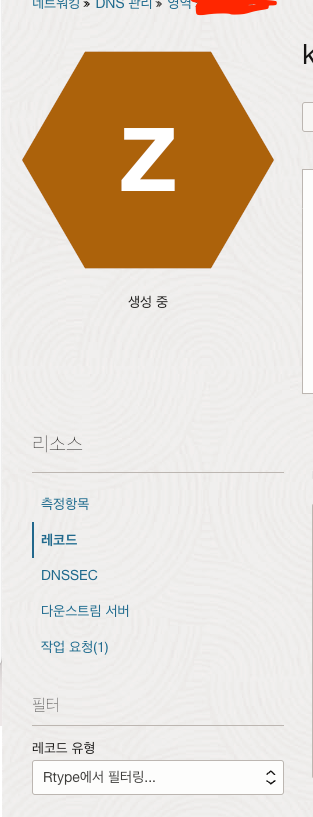 네트워킹 » DNS 관리 » 영역
Z
생성 중
리소스
측정항목
레코드
DNSSEC
다운스트림 서버
작업 요청(1)
필터
레코드 유형
Rtype에서 필터링...